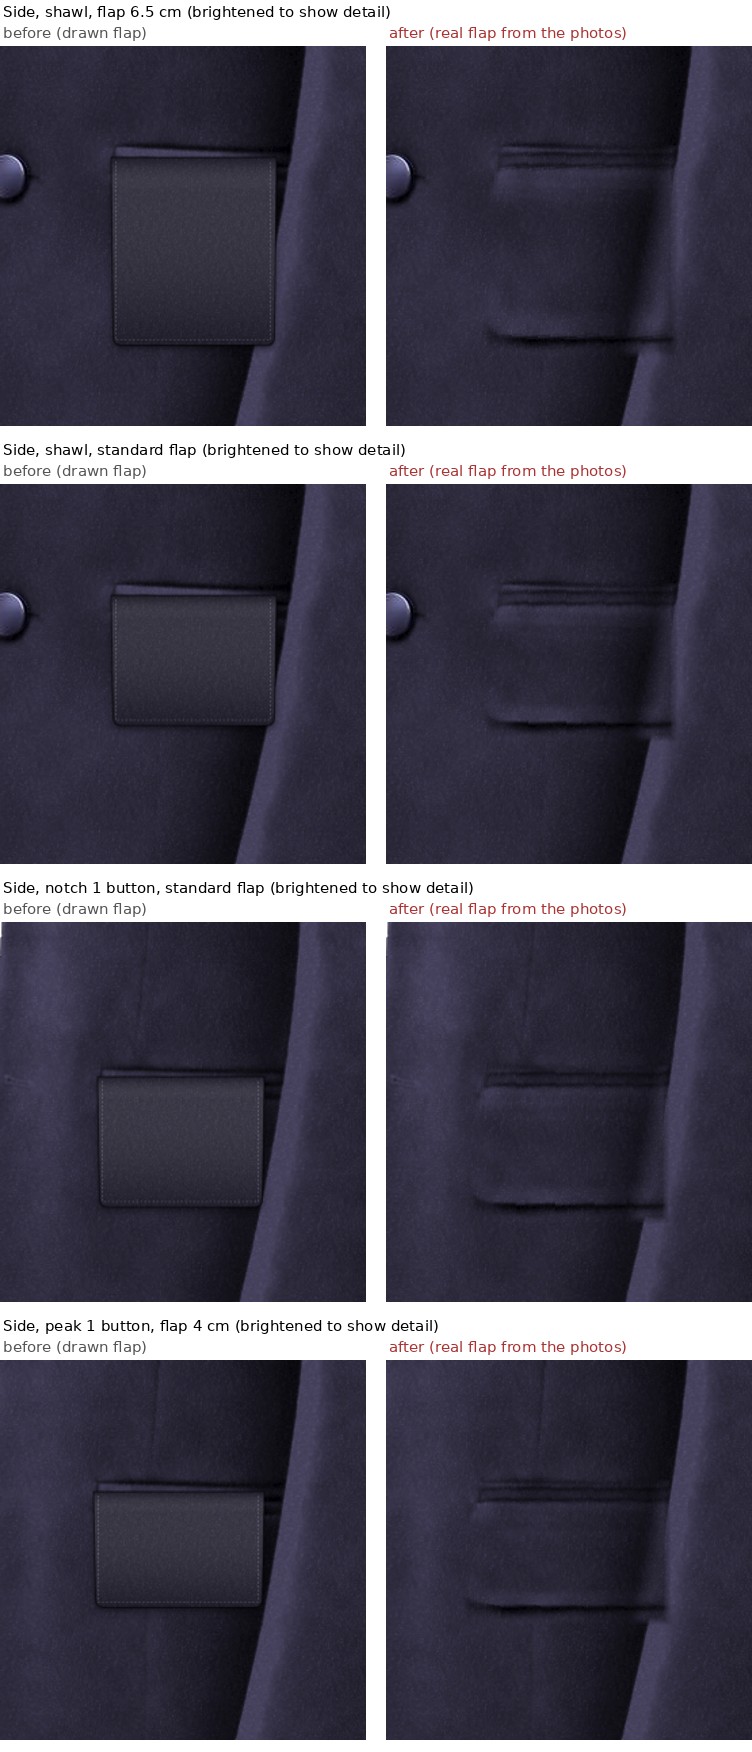 Side, shawl, flap 6.5 cm (brightened to show detail)
before (drawn flap)
after (real flap from the photos)
Side, shawl, standard flap (brightened to show detail)
before (drawn flap)
after (real flap from the photos)
Side, notch 1 button, standard flap (brightened to show detail)
before (drawn flap)
after (real flap from the photos)
Side, peak 1 button, flap 4 cm (brightened to show detail)
before (drawn flap)
after (real flap from the photos)